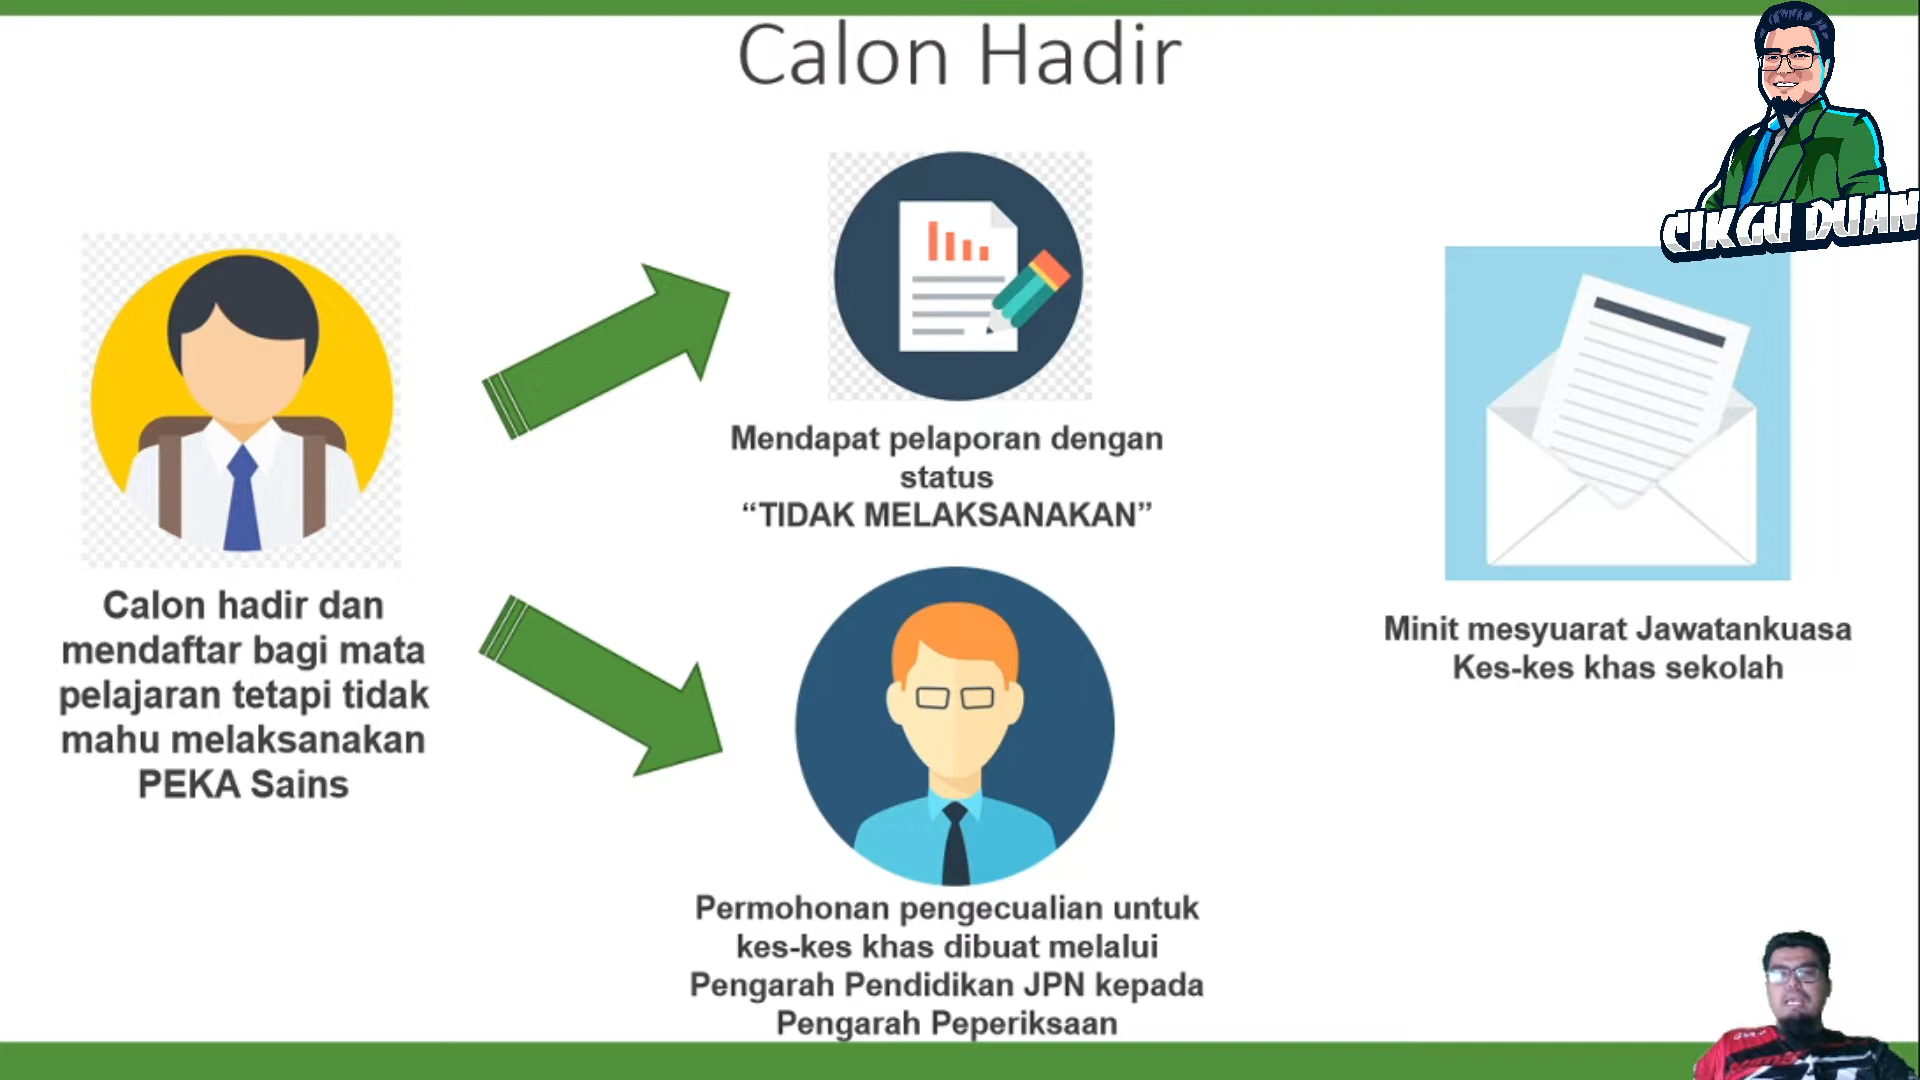 Calon Hadir
CIKGU DUAN
Mendapat pelaporan dengan
status
“TIDAK MELAKSANAKAN”
Calon hadir dan
mendaftar bagi mata
pelajaran tetapi tidak
mahu melaksanakan
PEKA Sains
Minit mesyuarat Jawatankuasa
Kes-kes khas sekolah
Permohonan pengecualian untuk
kes-kes khas dibuat melalui
Pengarah Pendidikan JPN kepada
Pengarah Peperiksaan